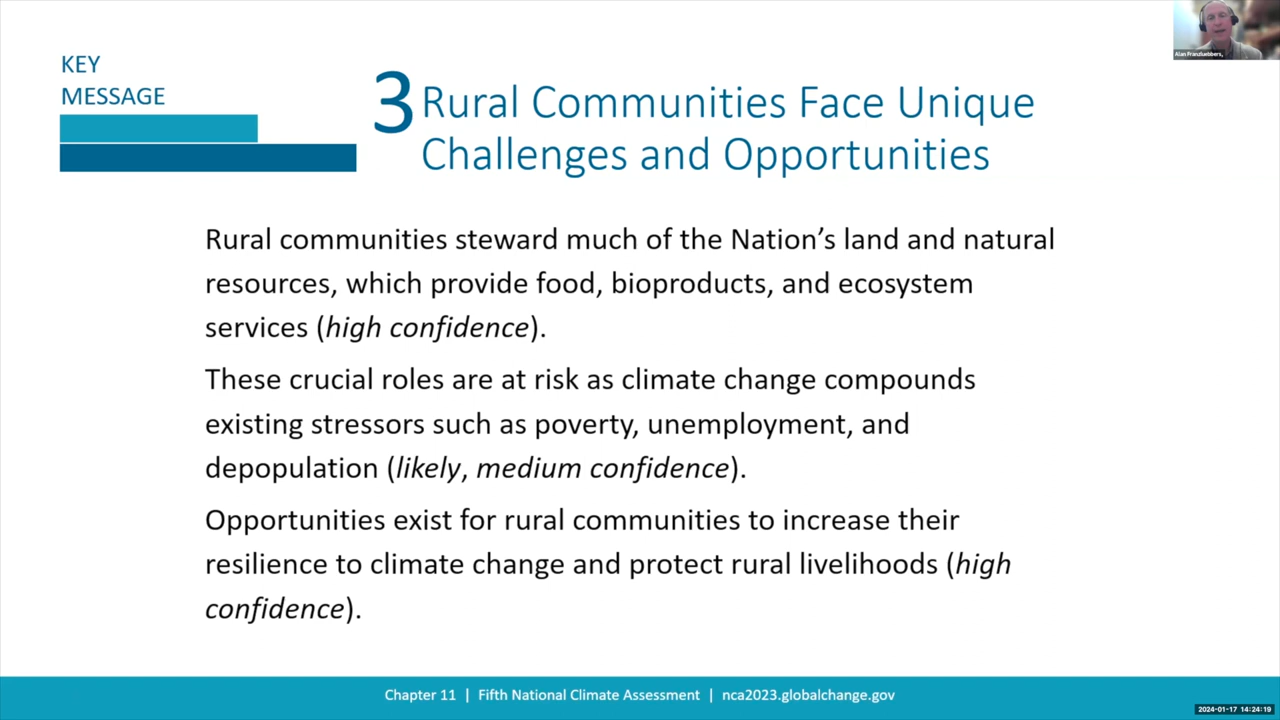 KEY
MESSAGE
3 Rural Communities Face Unique
Challenges and Opportunities
Rural communities steward much of the Nation’s land and natural
resources, which provide food, bioproducts, and ecosystem
services (high confidence).
These crucial roles are at risk as climate change compounds
existing stressors such as poverty, unemployment, and
depopulation (likely, medium confidence).
Opportunities exist for rural communities to increase their
resilience to climate change and protect rural livelihoods (high
confidence).
Chapter 11 | Fifth National Climate Assessment | nca2023.globalchange.gov
Alan Franzluebbers,
2024-01-17 14:24:19